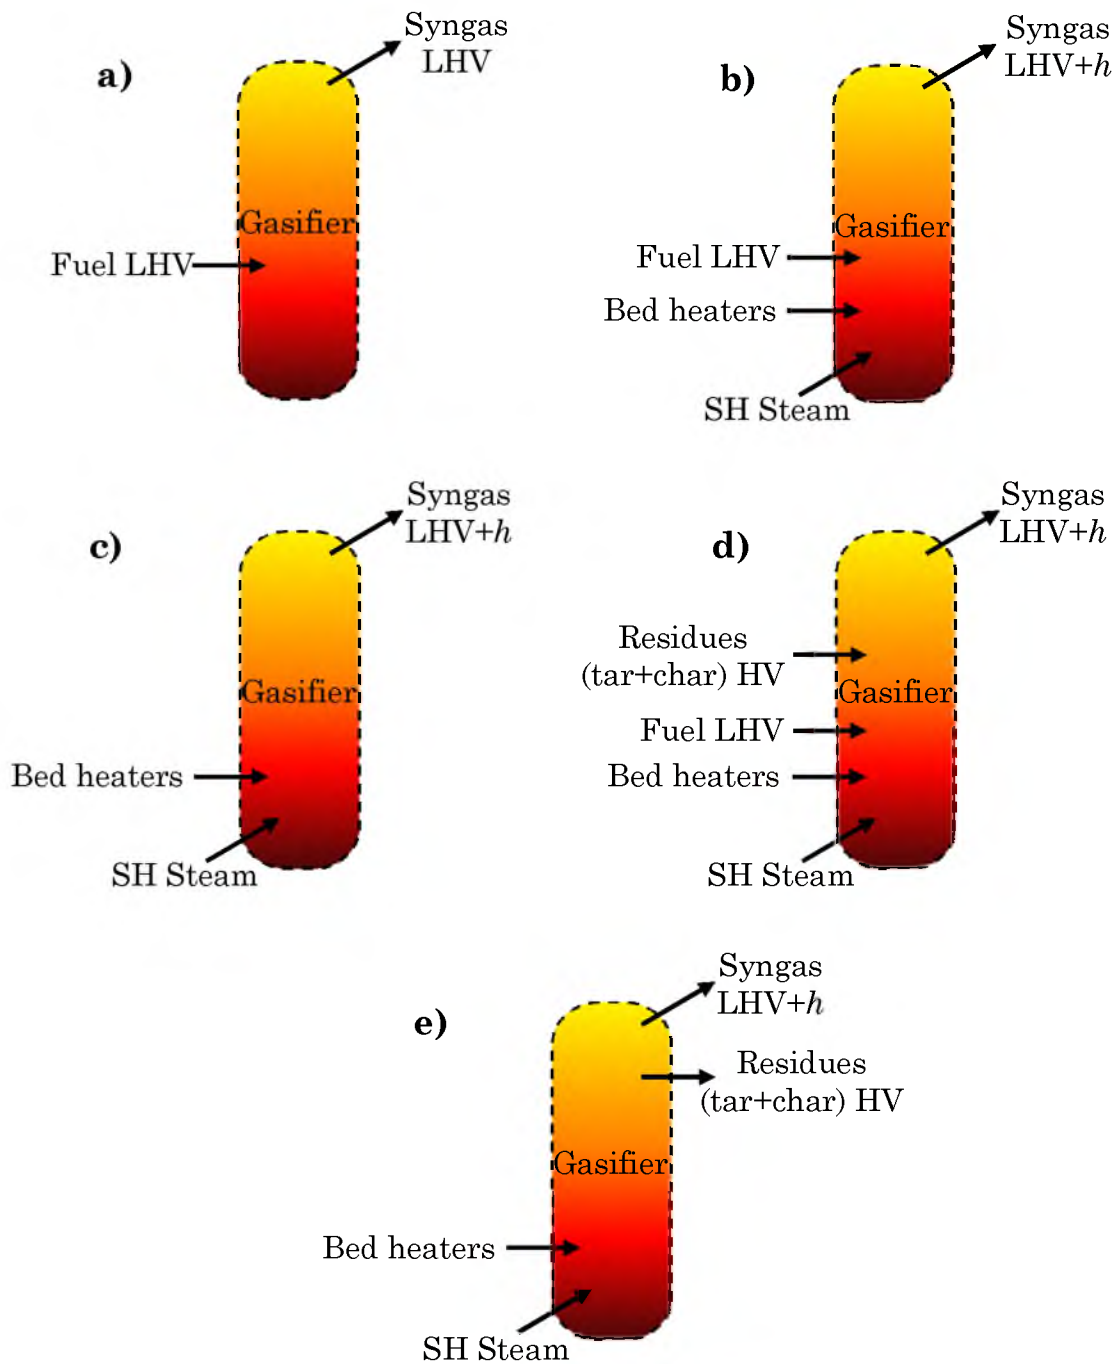 a)
Syngas
LHV
Gasifier
Fuel LHV
b)
Syngas
LHV+h
Gasifier
Fuel LHV
Bed heaters
SH Steam
c)
Syngas
LHV+h
Gasifier
Bed heaters
SH Steam
d)
Syngas
LHV+h
Residues
(tar+char) HV
Gasifier
Fuel LHV
Bed heaters
SH Steam
e)
Syngas
LHV+h
Residues
(tar+char) HV
Gasifier
Bed heaters
SH Steam